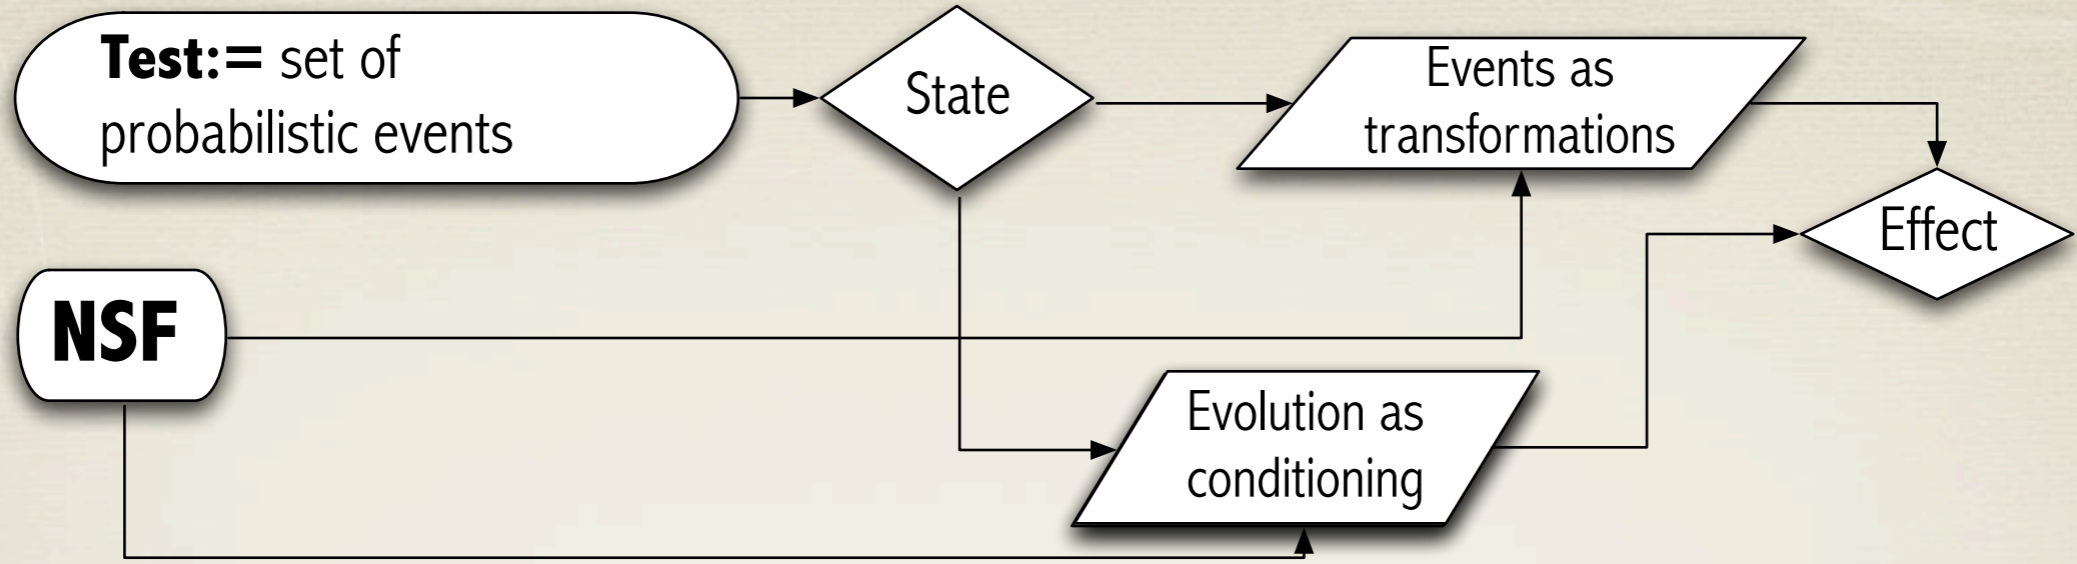 Test:= set of
probabilistic events
State
Events as
transformations
Effect
NSF
Evolution as
conditioning